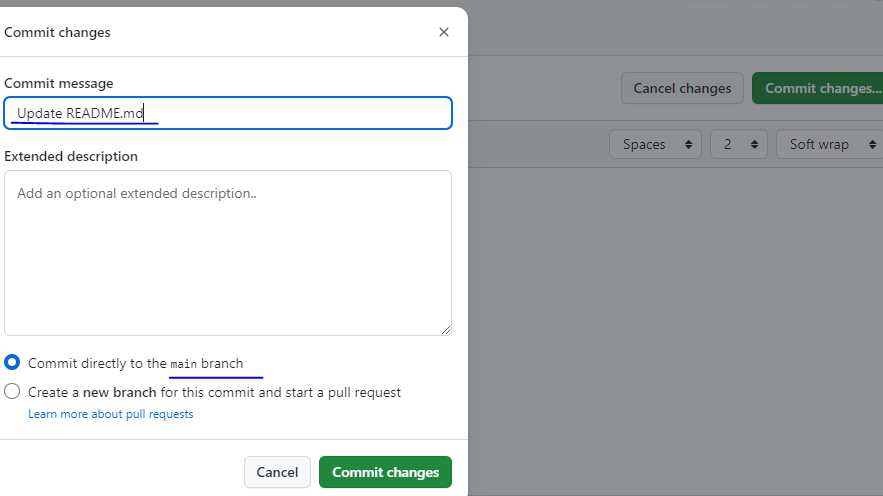 Commit changes
Cancel changes
Commit changes...
Commit message
Update README.md
Spaces
2
Soft wrap
Extended description
Add an optional extended description..
Commit directly to the main branch
Create a new branch for this commit and start a pull request
Learn more about pull requests
Cancel
Commit changes